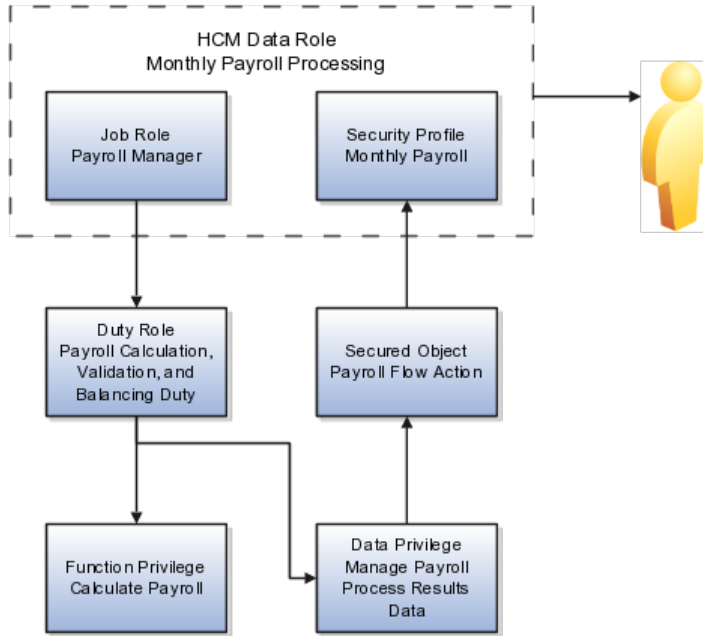 HCM Data Role
Monthly Payroll Processing
Job Role
Payroll Manager
Security Profile
Monthly Payroll
Duty Role
Payroll Calculation,
Validation, and
Balancing Duty
Secured Object
Payroll Flow Action
Function Privilege
Calculate Payroll
Data Privilege
Manage Payroll
Process Results
Data